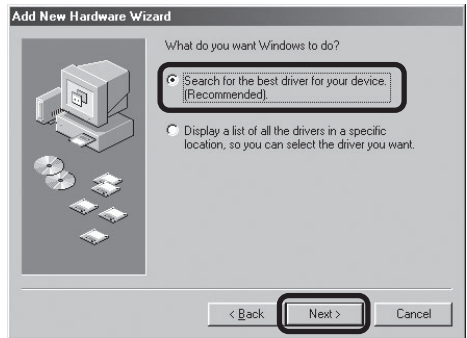 Add New Hardware Wizard
What do you want Windows to do?
Search for the best driver for your device.
(Recommended).
Display a list of all the drivers in a specific
location, so you can select the driver you want.
< Back
Next >
Cancel